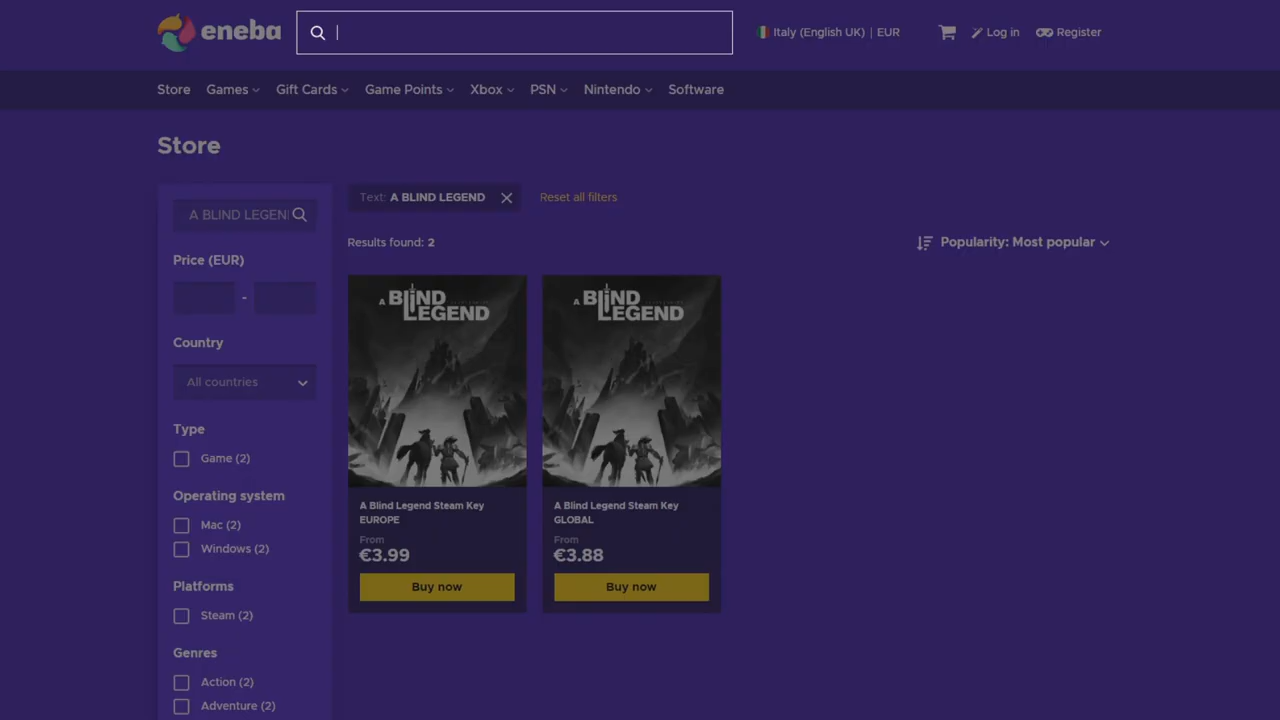 eneba
Italy (English UK) | EUR
Log in
Register
Store
Games
Gift Cards
Game Points
Xbox
PSN
Nintendo
Software
Store
A BLIND LEGEN
Price (EUR)
-
Country
All countries
Type
Game (2)
Operating system
Mac (2)
Windows (2)
Platforms
Steam (2)
Genres
Action (2)
Adventure (2)
Text: A BLIND LEGEND
Reset all filters
Results found: 2
Popularity: Most popular
A BLIND
LEGEND
A Blind Legend Steam Key
EUROPE
From
€3.99
Buy now
A BLIND
LEGEND
A Blind Legend Steam Key
GLOBAL
From
€3.88
Buy now